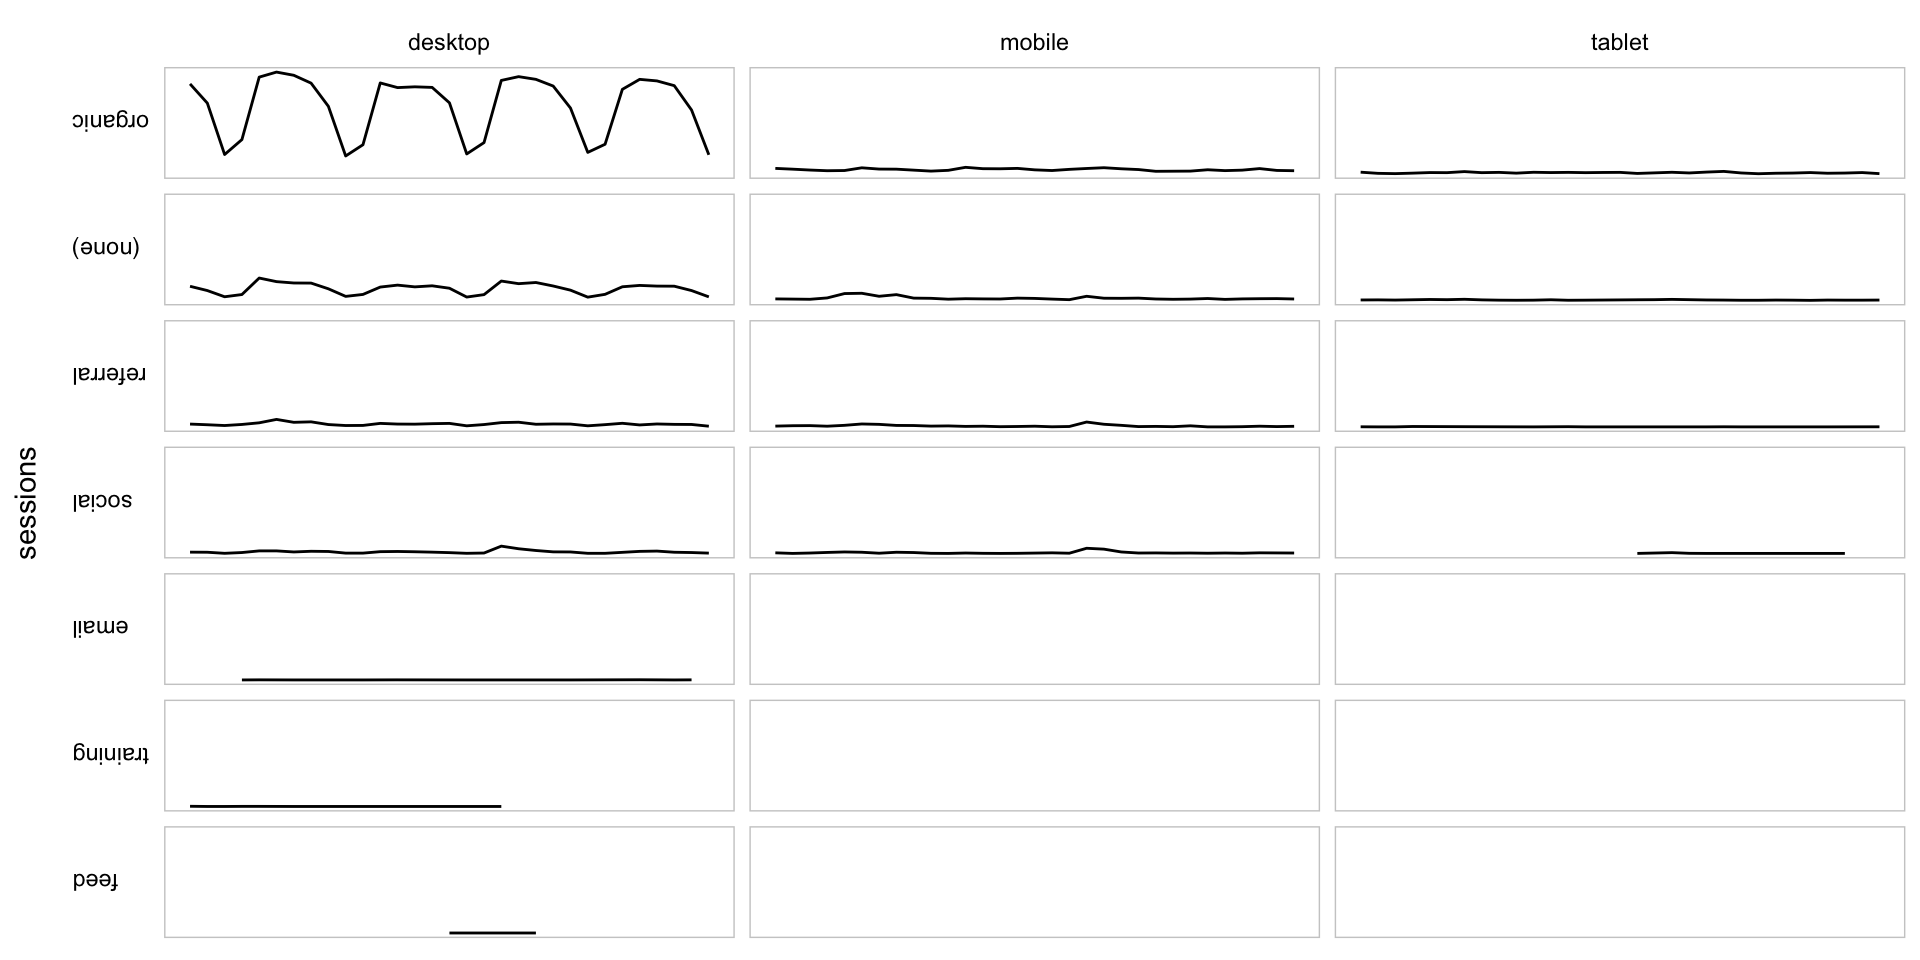 desktop
mobile
tablet
organic
(none)
referral
sessions
social
email
training
feed